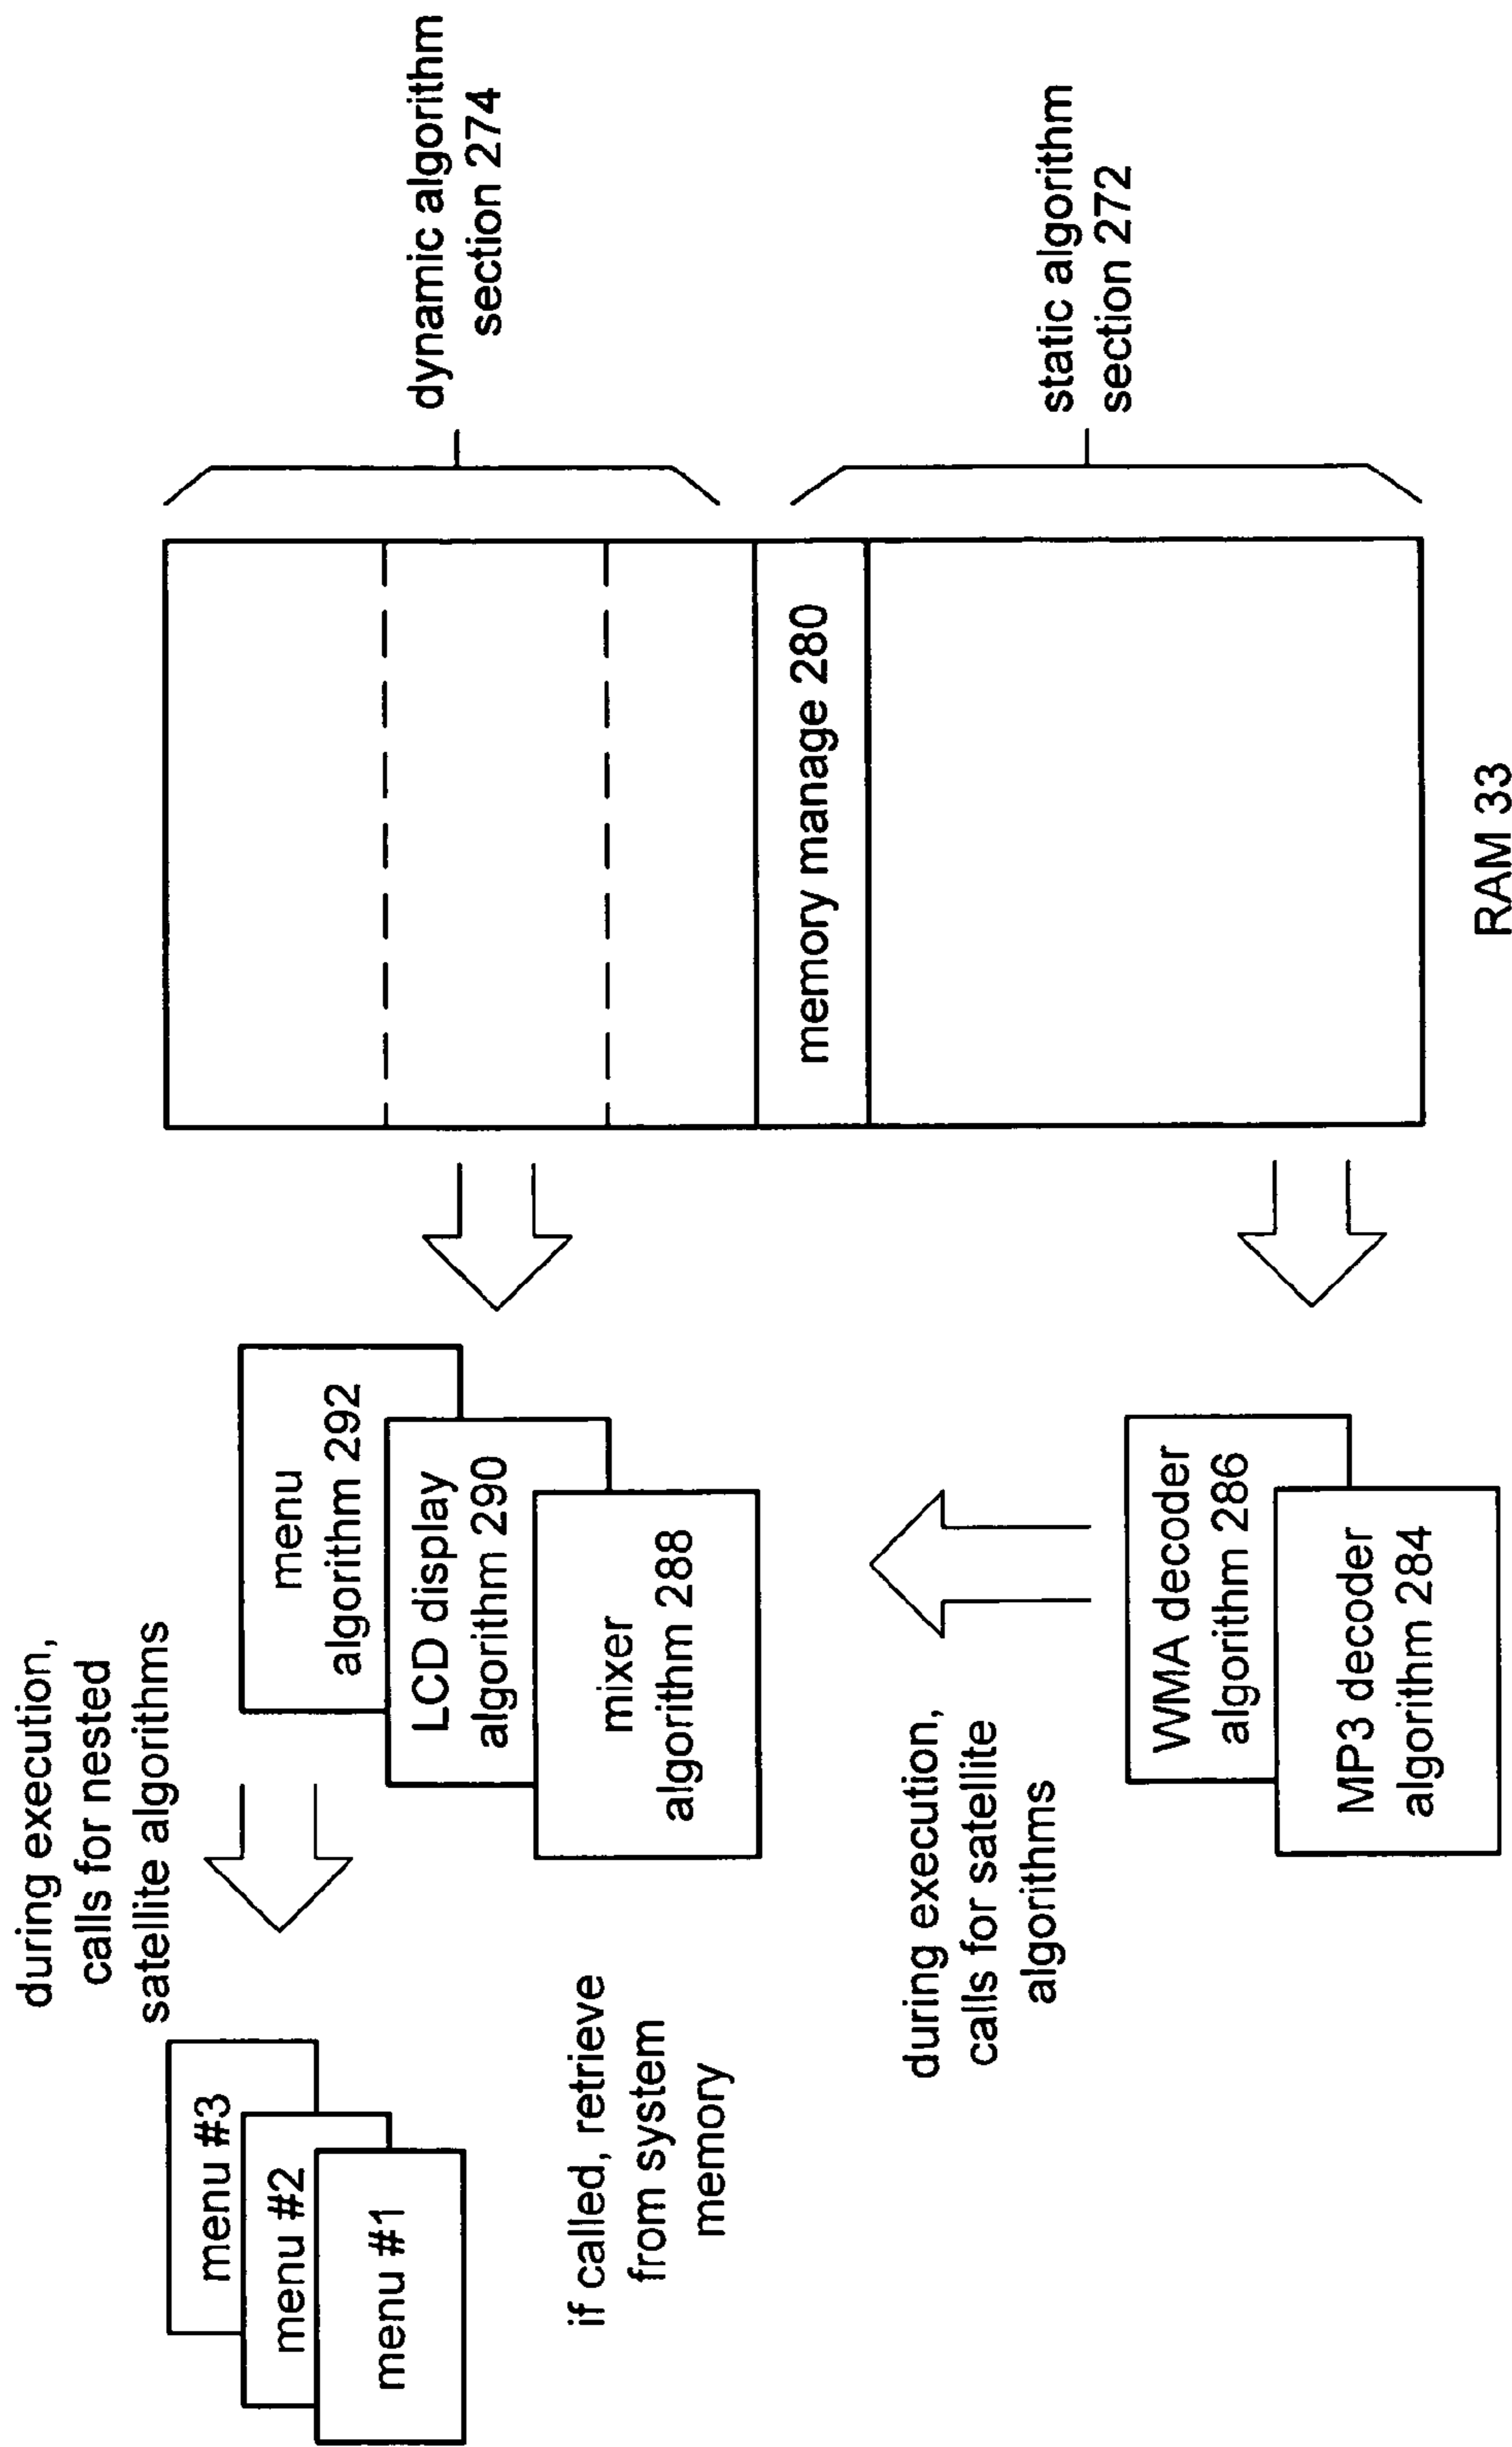 during execution,
calls for nested
satellite algorithms
menu #3
menu #2
menu #1
menu
algorithm 292
LCD display
algorithm 290
mixer
algorithm 288
if called, retrieve
from system
memory
during execution,
calls for satellite
algorithms
WMA decoder
algorithm 286
MP3 decoder
algorithm 284
dynamic algorithm
section 274
memory manage 280
static algorithm
section 272
RAM 33